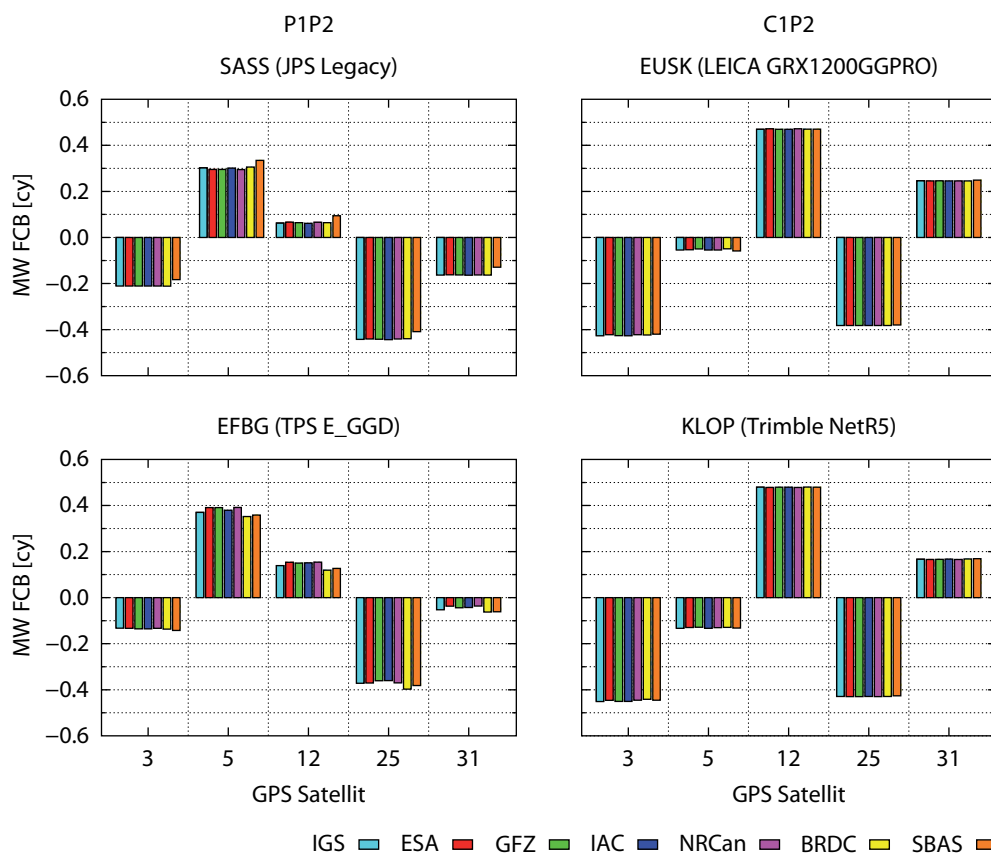 P1P2
C1P2
SASS (JPS Legacy)
EUSK (LEICA GRX1200GGPRO)
0.6
0.4
0.2
0.0
−0.2
−0.4
−0.6
MW FCB [cy]
EFBG (TPS E_GGD)
KLOP (Trimble NetR5)
0.6
0.4
0.2
0.0
−0.2
−0.4
−0.6
MW FCB [cy]
3 5 12 25 31
3 5 12 25 31
GPS Satellit
GPS Satellit
IGS ESA GFZ IAC NRCan BRDC SBAS